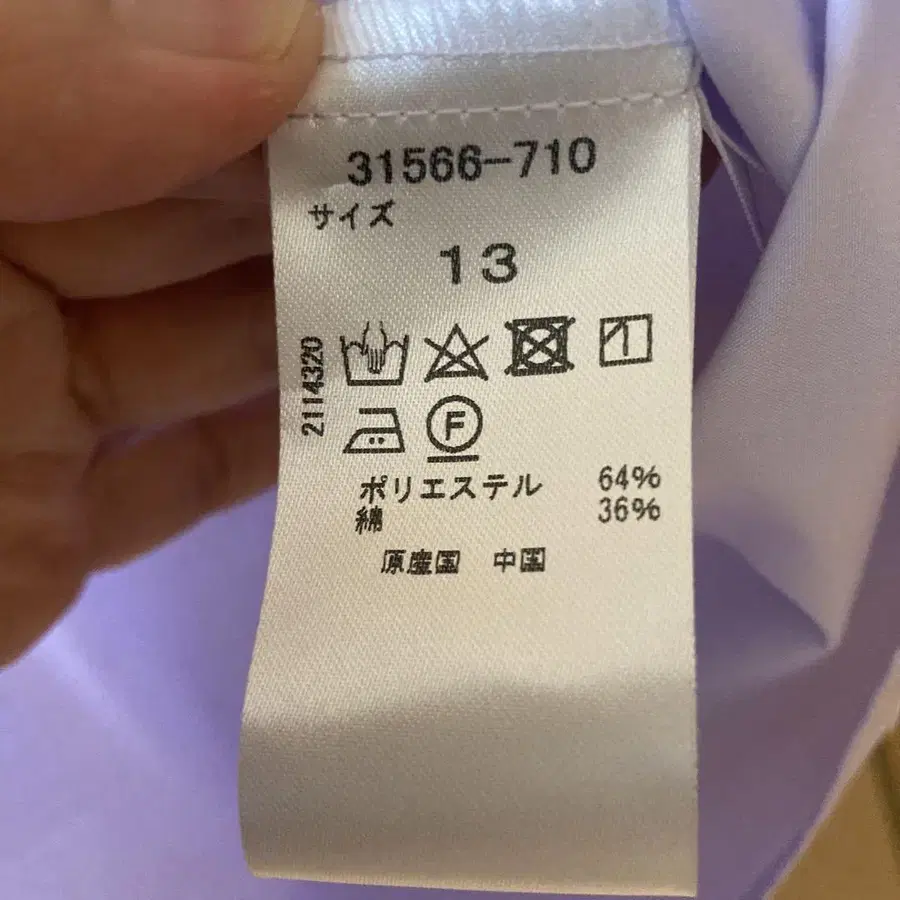 31566-710
サイズ
13
2114320
F
ポリエステル 64%
綿 36%
原産国 中国